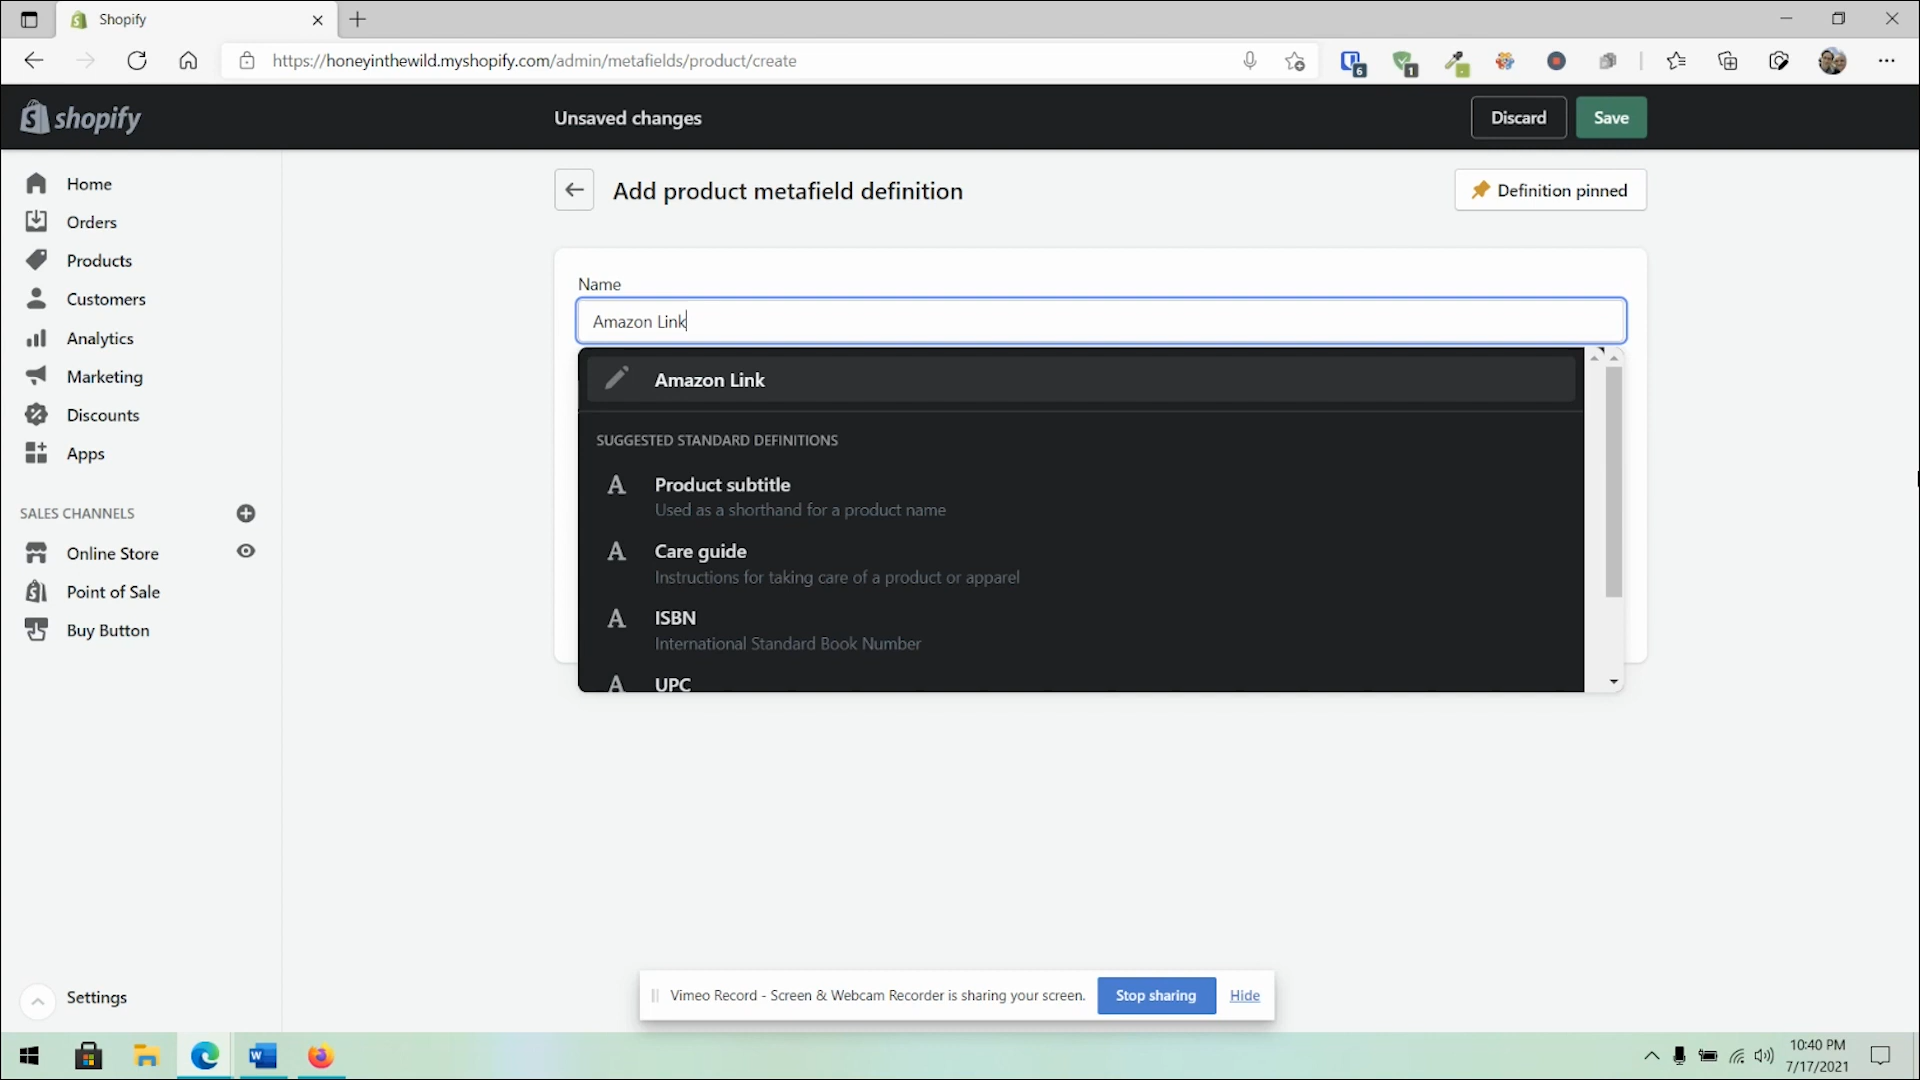 Shopify
https://honeyinthewild.myshopify.com/admin/metafields/product/create
6
1
shopify
Unsaved changes
Discard
Save
Home
Orders
Products
Customers
Analytics
Marketing
Discounts
Apps
SALES CHANNELS
Online Store
Point of Sale
Buy Button
Settings
Add product metafield definition
Definition pinned
Name
Amazon Link
Amazon Link
SUGGESTED STANDARD DEFINITIONS
A Product subtitle
Used as a shorthand for a product name
A Care guide
Instructions for taking care of a product or apparel
A ISBN
International Standard Book Number
A UPC
Vimeo Record - Screen & Webcam Recorder is sharing your screen.
Stop sharing
Hide
10:40 PM
7/17/2021